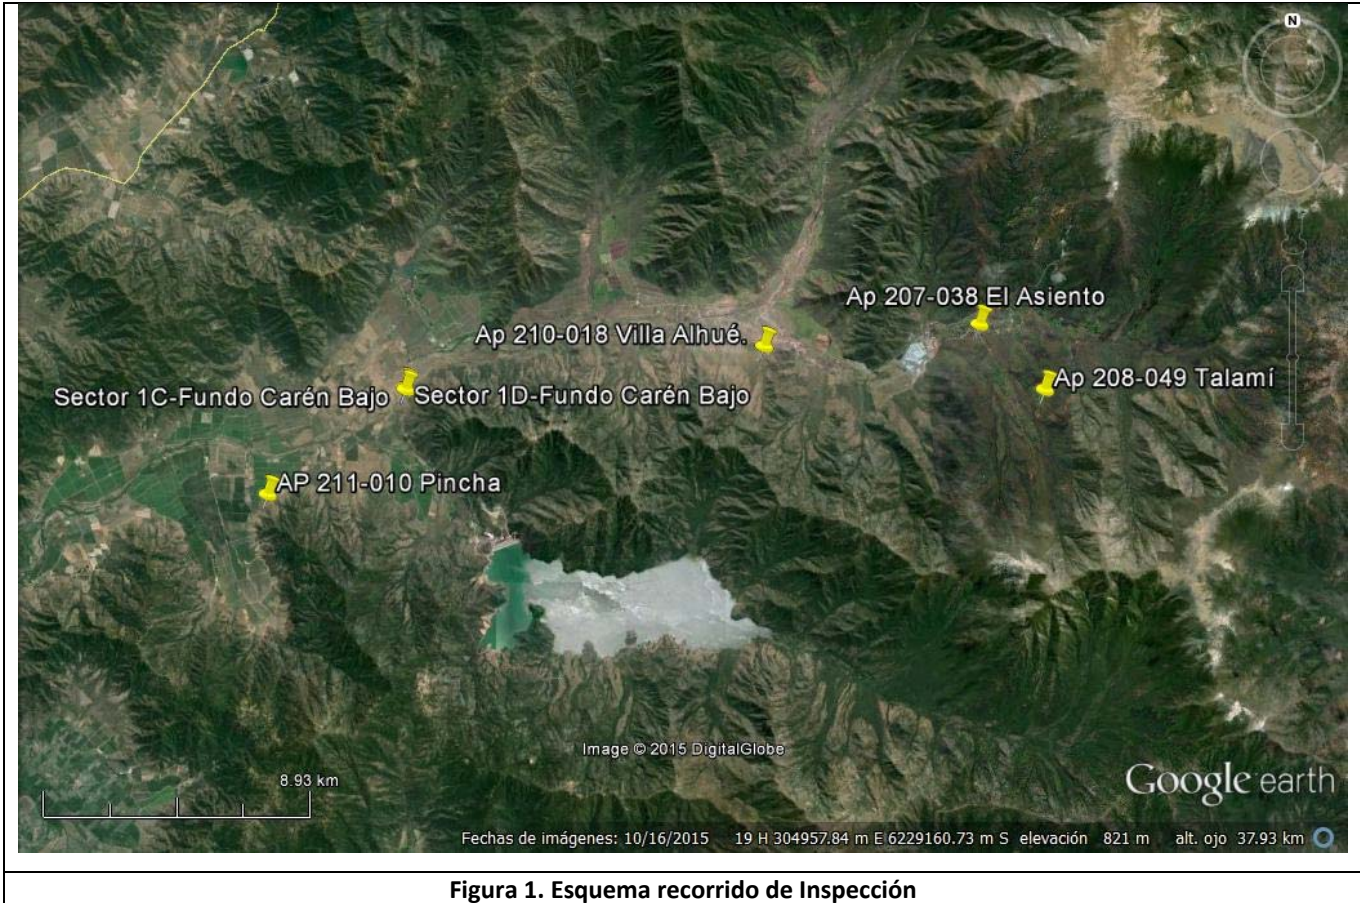 N
Ap 207-038 El Asiento
Ap 210-018 Villa Alhué.
Ap 208-049 Talamí
Sector 1C-Fundo Carén Bajo
Sector 1D-Fundo Carén Bajo
AP 211-010 Pincha
Image © 2015 DigitalGlobe
8.93 km
Google earth
Fechas de imágenes: 10/16/2015 19 H 304957.84 m E 6229160.73 m S elevación 821 m alt. ojo 37.93 km
Figura 1. Esquema recorrido de Inspección